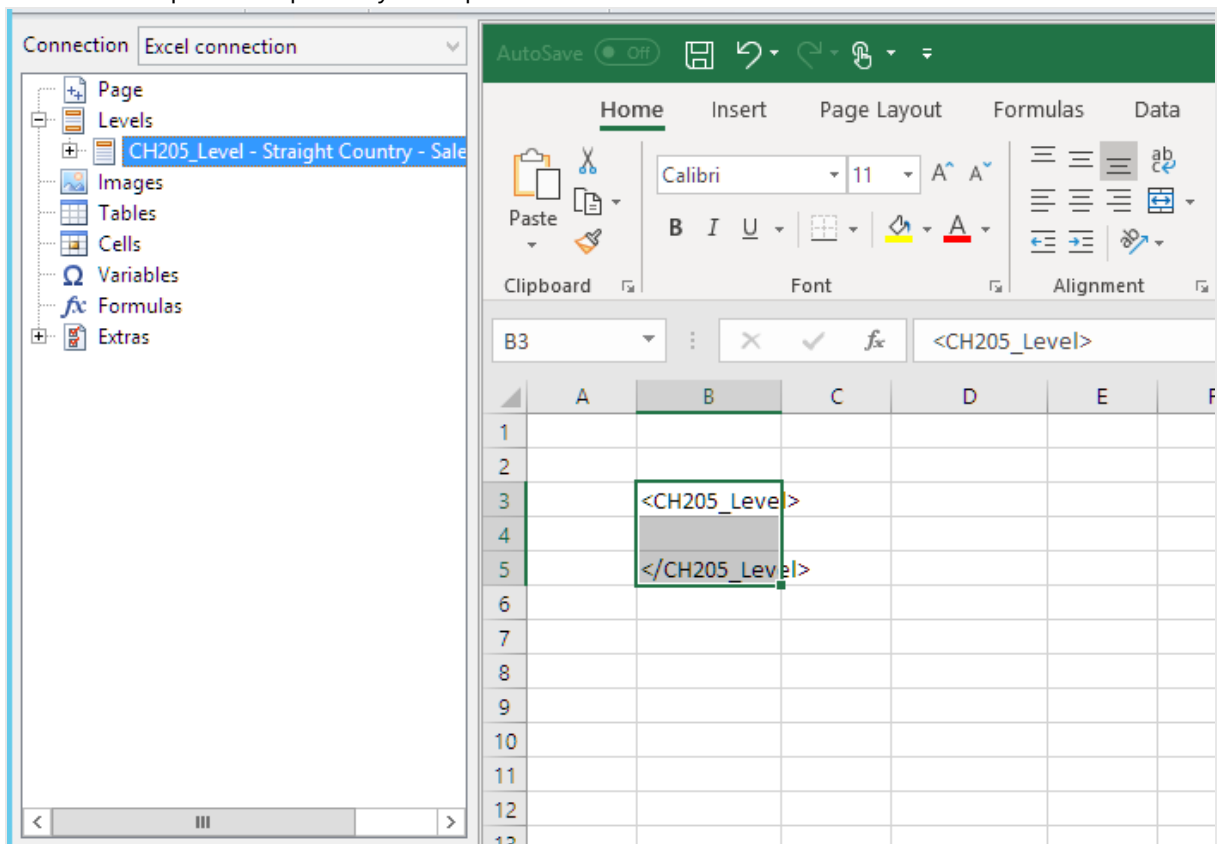 Connection Excel connection
Page
Levels
CH205_Level - Straight Country - Sale
Images
Tables
Cells
Variables
Formulas
Extras
AutoSave Off
Home Insert Page Layout Formulas Data
Paste
Calibri 11
B I U
Clipboard Font Alignment
B3 fx <CH205_Level>
A B C D E F
1
2
3 <CH205_Level>
4
5 </CH205_Level>
6
7
8
9
10
11
12
13